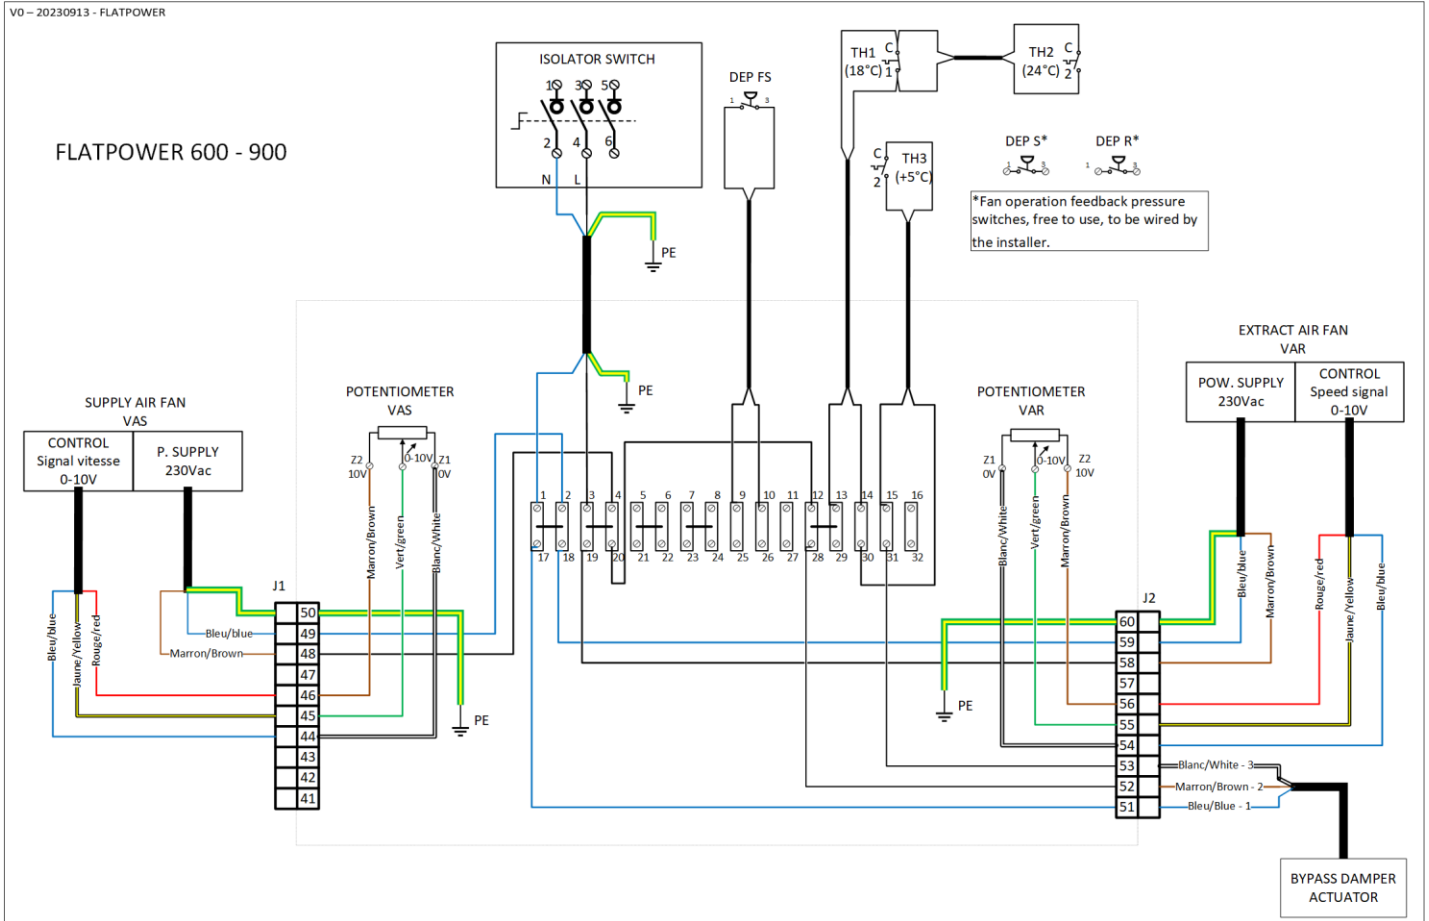 V0 – 20230913 - FLATPOWER
FLATPOWER 600 - 900
ISOLATOR SWITCH
1 3 5
2 4 6
N L
PE
PE
DEP FS
1 3
TH1
(18°C)
C
1
TH2
(24°C)
C
2
C
2
TH3
(+5°C)
DEP S*
1 3
DEP R*
1 3
*Fan operation feedback pressure
switches, free to use, to be wired by
the installer.
SUPPLY AIR FAN
VAS
CONTROL
Signal vitesse
0-10V
P. SUPPLY
230Vac
POTENTIOMETER
VAS
Z2
10V
0-10V
Z1
0V
Marron/Brown
Vert/green
Blanc/White
POTENTIOMETER
VAR
Z1
0V
0-10V
Z2
10V
Blanc/White
Vert/green
Marron/Brown
EXTRACT AIR FAN
VAR
POW. SUPPLY
230Vac
CONTROL
Speed signal
0-10V
1 2 3 4 5 6 7 8 9 10 11 12 13 14 15 16
17 18 19 20 21 22 23 24 25 26 27 28 29 30 31 32
Bleu/blue
Jaune/Yellow
Rouge/red
Bleu/blue
Marron/Brown
J1
50
49
48
47
46
45
44
43
42
41
PE
PE
Bleu/blue
Marron/Brown
Rouge/red
Jaune/Yellow
Bleu/blue
J2
60
59
58
57
56
55
54
53
52
51
Blanc/White - 3
Marron/Brown - 2
Bleu/Blue - 1
BYPASS DAMPER
ACTUATOR